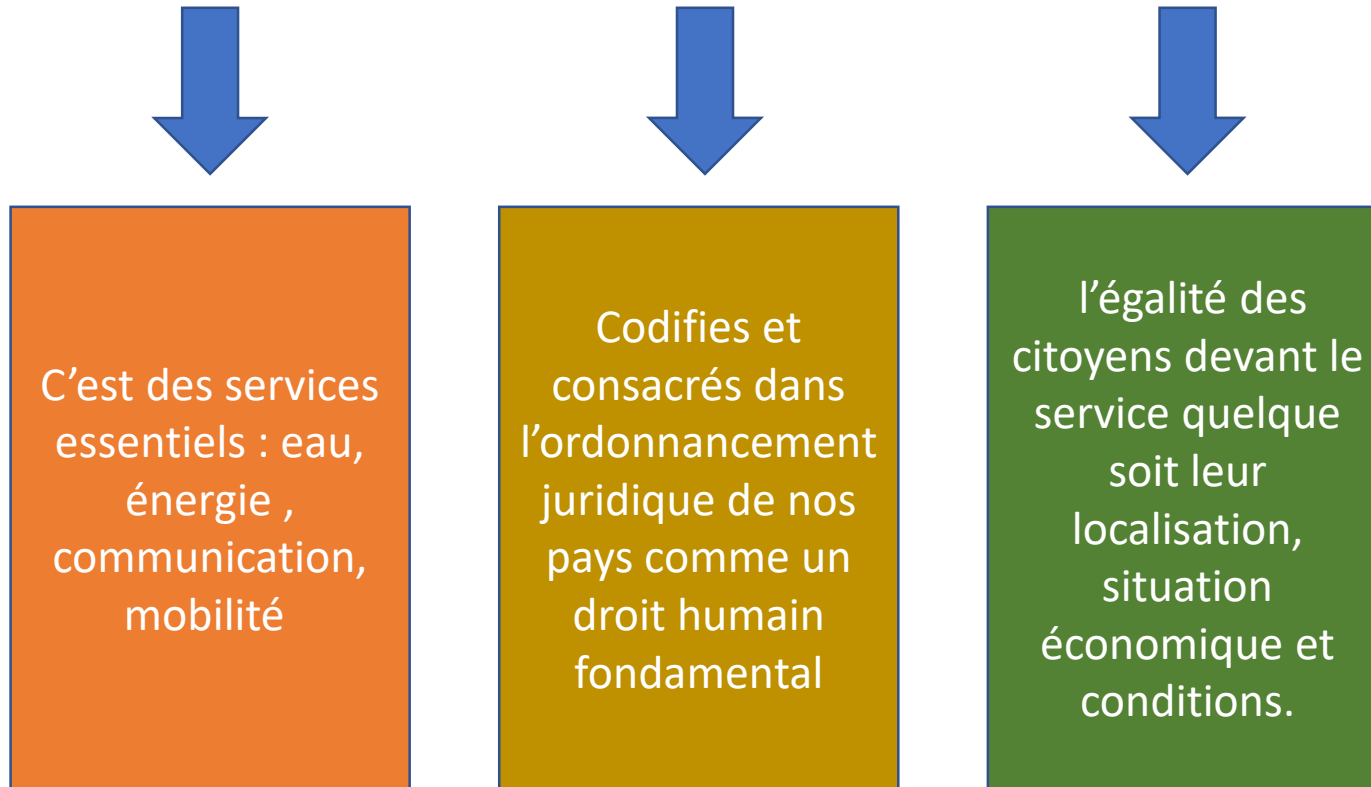 C’est des services
essentiels : eau,
énergie ,
communication,
mobilité
Codifies et
consacrés dans
l’ordonnancement
juridique de nos
pays comme un
droit humain
fondamental
l’égalité des
citoyens devant le
service quelque
soit leur
localisation,
situation
économique et
conditions.